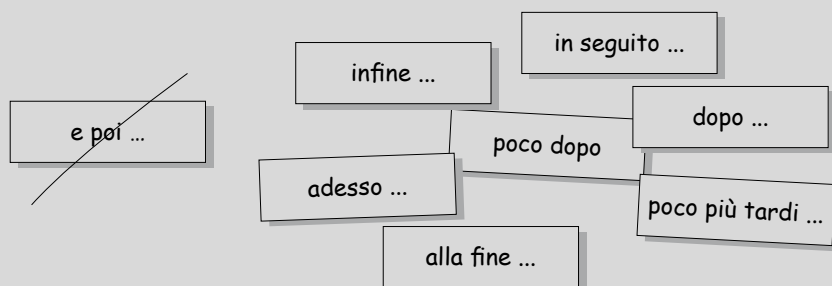 e poi ...
infine ...
in seguito ...
dopo ...
poco dopo
adesso ...
poco più tardi ...
alla fine ...